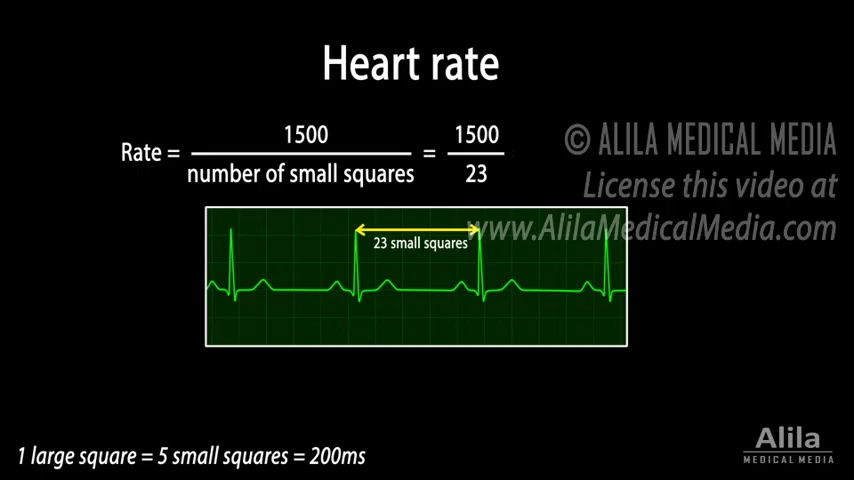 Heart rate
Rate = 1500 / number of small squares = 1500 / 23
© ALILA MEDICAL MEDIA
License this video at
www.AlilaMedicalMedia.com
23 small squares
1 large square = 5 small squares = 200ms
Alila
MEDICAL MEDIA